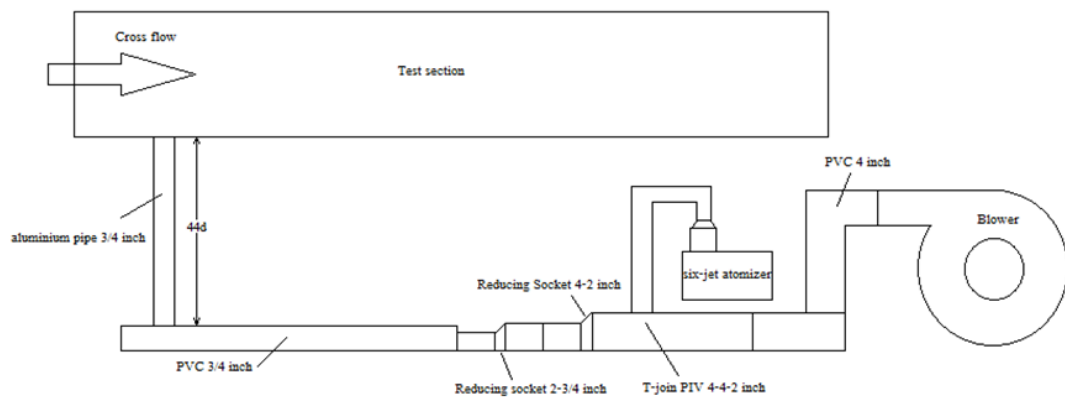 Cross flow
Test section
PVC 4 inch
44d
aluminium pipe 3/4 inch
Blower
six-jet atomizer
Reducing Socket 4-2 inch
PVC 3/4 inch
Reducing socket 2-3/4 inch
T-join PIV 4-4-2 inch